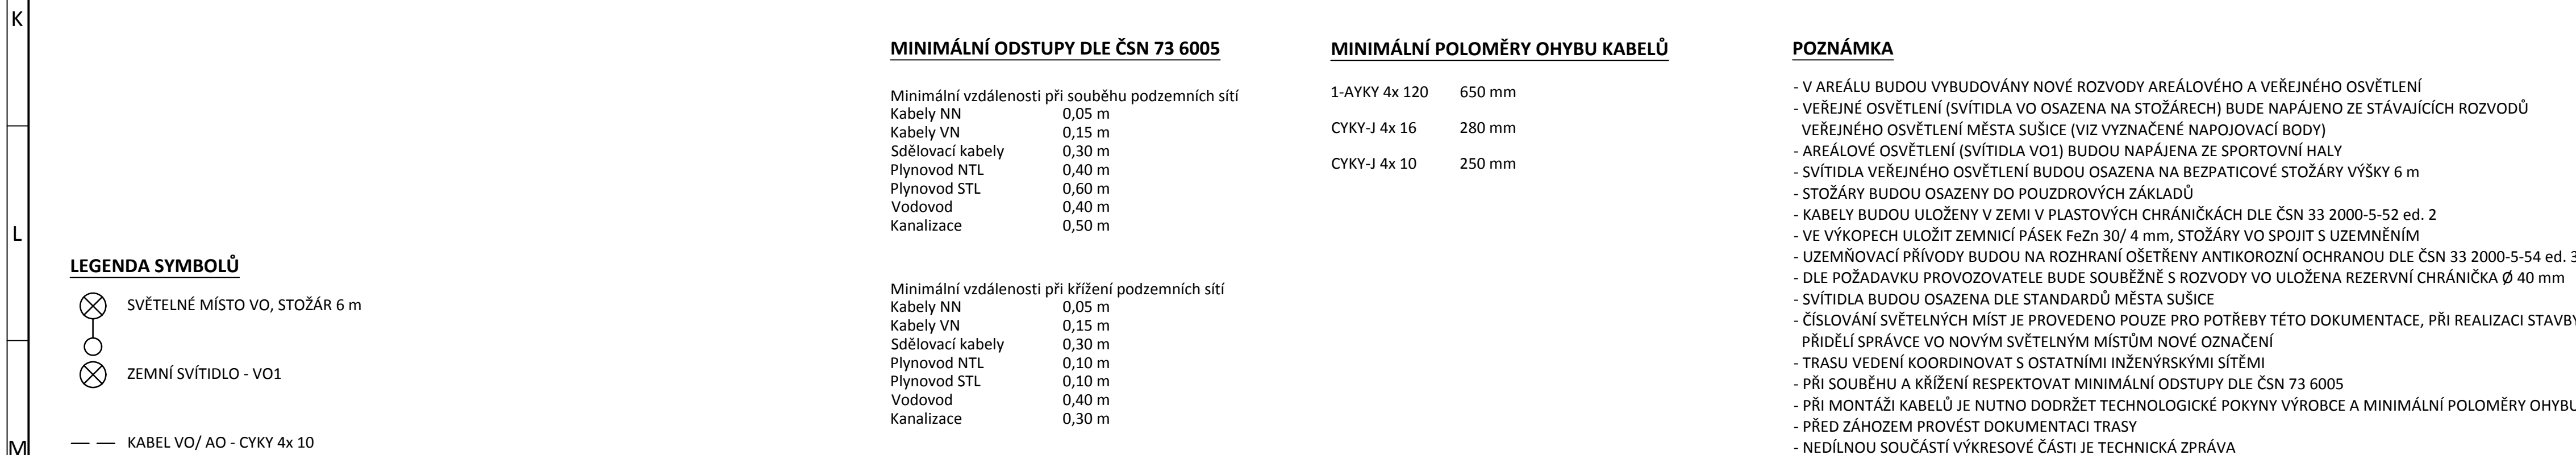 K
L
M
LEGENDA SYMBOLŮ
SVĚTELNÉ MÍSTO VO, STOŽÁR 6 m
ZEMNÍ SVÍTIDLO - VO1
KABEL VO/ AO - CYKY 4x 10
MINIMÁLNÍ ODSTUPY DLE ČSN 73 6005
Minimální vzdálenosti při souběhu podzemních sítí
Kabely NN 0,05 m
Kabely VN 0,15 m
Sdělovací kabely 0,30 m
Plynovod NTL 0,40 m
Plynovod STL 0,60 m
Vodovod 0,40 m
Kanalizace 0,50 m
Minimální vzdálenosti při křížení podzemních sítí
Kabely NN 0,05 m
Kabely VN 0,15 m
Sdělovací kabely 0,30 m
Plynovod NTL 0,10 m
Plynovod STL 0,10 m
Vodovod 0,40 m
Kanalizace 0,30 m
MINIMÁLNÍ POLOMĚRY OHYBU KABELŮ
1-AYKY 4x 120 650 mm
CYKY-J 4x 16 280 mm
CYKY-J 4x 10 250 mm
POZNÁMKA
- V AREÁLU BUDOU VYBUDOVÁNY NOVÉ ROZVODY AREÁLOVÉHO A VEŘEJNÉHO OSVĚTLENÍ
- VEŘEJNÉ OSVĚTLENÍ (SVÍTIDLA VO OSAZENA NA STOŽÁRECH) BUDE NAPÁJENO ZE STÁVAJÍCÍCH ROZVODŮ
VEŘEJNÉHO OSVĚTLENÍ MĚSTA SUŠICE (VIZ VYZNAČENÉ NAPOJOVACÍ BODY)
- AREÁLOVÉ OSVĚTLENÍ (SVÍTIDLA VO1) BUDOU NAPÁJENA ZE SPORTOVNÍ HALY
- SVÍTIDLA VEŘEJNÉHO OSVĚTLENÍ BUDOU OSAZENA NA BEZPATICOVÉ STOŽÁRY VÝŠKY 6 m
- STOŽÁRY BUDOU OSAZENY DO POUZDROVÝCH ZÁKLADŮ
- KABELY BUDOU ULOŽENY V ZEMI V PLASTOVÝCH CHRÁNIČKÁCH DLE ČSN 33 2000-5-52 ed. 2
- VE VÝKOPECH ULOŽIT ZEMNICÍ PÁSEK FeZn 30/ 4 mm, STOŽÁRY VO SPOJIT S UZEMNĚNÍM
- UZEMŇOVACÍ PŘÍVODY BUDOU NA ROZHRANÍ OŠETŘENY ANTIKOROZNÍ OCHRANOU DLE ČSN 33 2000-5-54 ed. 3
- DLE POŽADAVKU PROVOZOVATELE BUDE SOUBĚŽNĚ S ROZVODY VO ULOŽENA REZERVNÍ CHRÁNIČKA Ø 40 mm
- SVÍTIDLA BUDOU OSAZENA DLE STANDARDŮ MĚSTA SUŠICE
- ČÍSLOVÁNÍ SVĚTELNÝCH MÍST JE PROVEDENO POUZE PRO POTŘEBY TÉTO DOKUMENTACE, PŘI REALIZACI STAVBY
PŘIDĚLÍ SPRÁVCE VO NOVÝM SVĚTELNÝM MÍSTŮM NOVÉ OZNAČENÍ
- TRASU VEDENÍ KOORDINOVAT S OSTATNÍMI INŽENÝRSKÝMI SÍTĚMI
- PŘI SOUBĚHU A KŘÍŽENÍ RESPEKTOVAT MINIMÁLNÍ ODSTUPY DLE ČSN 73 6005
- PŘI MONTÁŽI KABELŮ JE NUTNO DODRŽET TECHNOLOGICKÉ POKYNY VÝROBCE A MINIMÁLNÍ POLOMĚRY OHYBU
- PŘED ZÁHOZEM PROVÉST DOKUMENTACI TRASY
- NEDÍLNOU SOUČÁSTÍ VÝKRESOVÉ ČÁSTI JE TECHNICKÁ ZPRÁVA